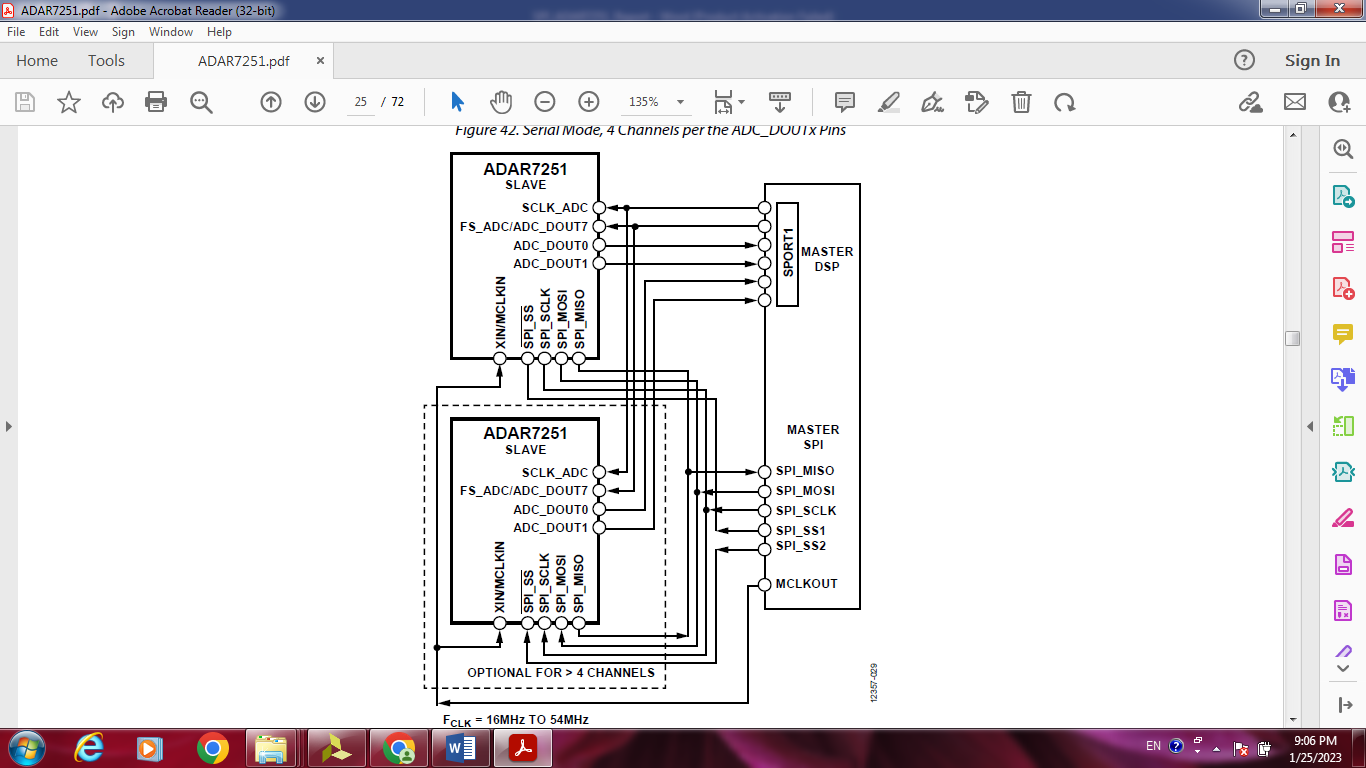 ADAR7251.pdf - Adobe Acrobat Reader (32-bit)
File Edit View Sign Window Help
Home Tools ADAR7251.pdf × Sign In
25 / 72 135%
Figure 42. Serial Mode, 4 Channels per the ADC_DOUTx Pins
ADAR7251
SLAVE
SCLK_ADC
FS_ADC/ADC_DOUT7
ADC_DOUT0
ADC_DOUT1
XIN/MCLKIN
SPI_SS
SPI_SCLK
SPI_MOSI
SPI_MISO
SPORT1
MASTER
DSP
ADAR7251
SLAVE
SCLK_ADC
FS_ADC/ADC_DOUT7
ADC_DOUT0
ADC_DOUT1
XIN/MCLKIN
SPI_SS
SPI_SCLK
SPI_MOSI
SPI_MISO
OPTIONAL FOR > 4 CHANNELS
MASTER
SPI
SPI_MISO
SPI_MOSI
SPI_SCLK
SPI_SS1
SPI_SS2
MCLKOUT
12357-029
FCLK = 16MHz TO 54MHz
EN
9:06 PM
1/25/2023